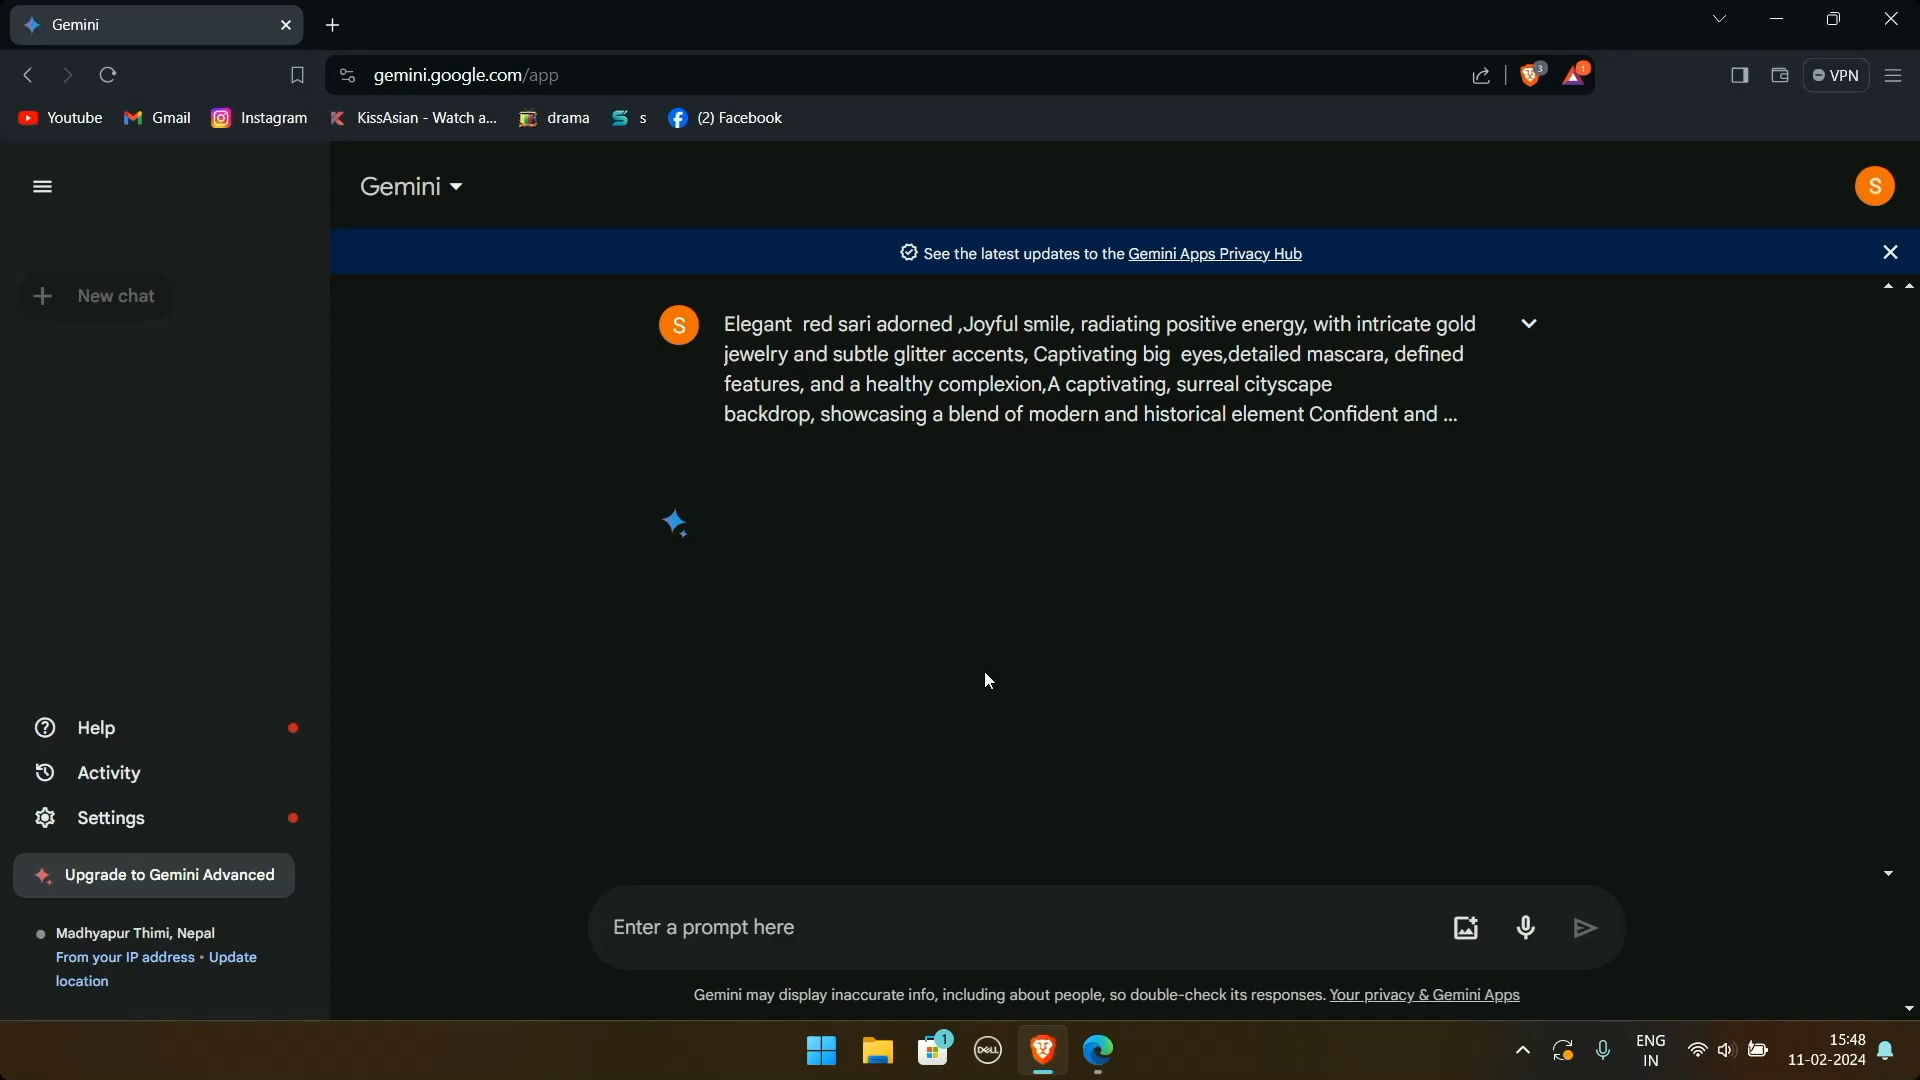 Gemini
gemini.google.com/app
3
1
VPN
Youtube
Gmail
Instagram
KissAsian - Watch a...
drama
s
(2) Facebook
Gemini
S
See the latest updates to the Gemini Apps Privacy Hub
New chat
S
Elegant  red sari adorned ,Joyful smile, radiating positive energy, with intricate gold
jewelry and subtle glitter accents, Captivating big  eyes,detailed mascara, defined
features, and a healthy complexion,A captivating, surreal cityscape
backdrop, showcasing a blend of modern and historical element Confident and ...
Help
Activity
Settings
Upgrade to Gemini Advanced
Madhyapur Thimi, Nepal
From your IP address • Update
location
Enter a prompt here
Gemini may display inaccurate info, including about people, so double-check its responses. Your privacy & Gemini Apps
1
DELL
ENG
IN
15:48
11-02-2024